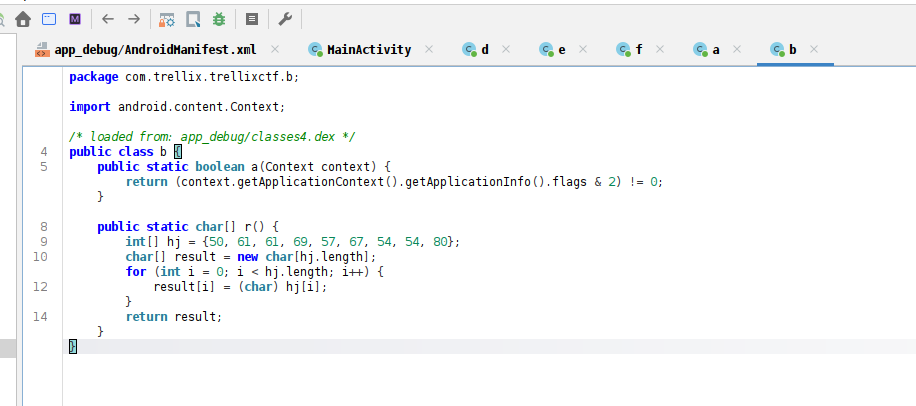 app_debug/AndroidManifest.xml MainActivity d e f a b
package com.trellix.trellixctf.b;
import android.content.Context;
/* loaded from: app_debug/classes4.dex */
4 public class b {
5 public static boolean a(Context context) {
return (context.getApplicationContext().getApplicationInfo().flags & 2) != 0;
}
8 public static char[] r() {
9 int[] hj = {50, 61, 61, 69, 57, 67, 54, 54, 80};
10 char[] result = new char[hj.length];
for (int i = 0; i < hj.length; i++) {
12 result[i] = (char) hj[i];
}
14 return result;
}
}